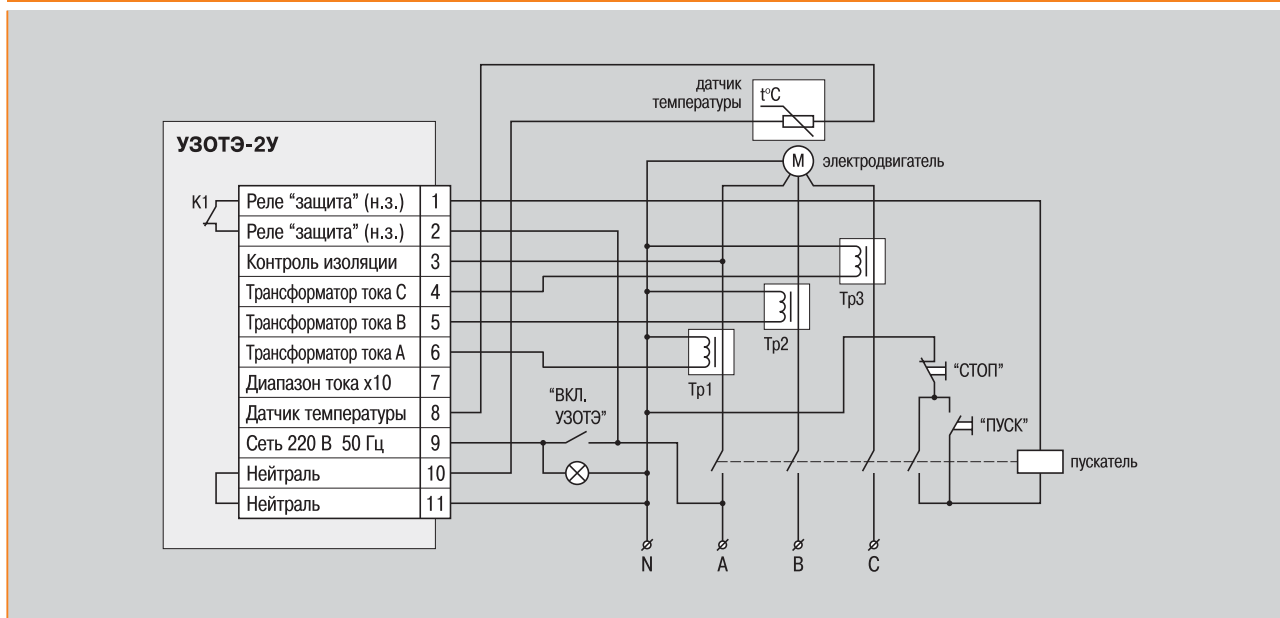 УЗОТЭ-2У
K1
Реле “защита” (н.з.) 1
Реле “защита” (н.з.) 2
Контроль изоляции 3
Трансформатор тока С 4
Трансформатор тока В 5
Трансформатор тока А 6
Диапазон тока х10 7
Датчик температуры 8
Сеть 220 В 50 Гц 9
Нейтраль 10
Нейтраль 11
датчик
температуры
t°C
М
электродвигатель
Тр3
Тр2
Тр1
“ВКЛ.
УЗОТЭ”
“СТОП”
“ПУСК”
пускатель
N
A
B
C